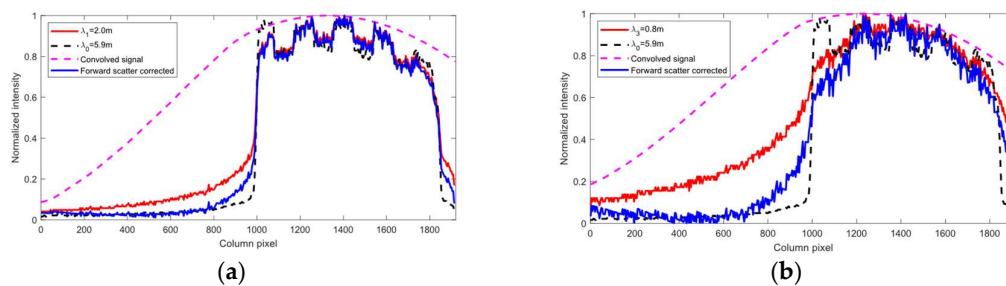 λ₁=2.0m
λ₀=5.9m
Convolved signal
Forward scatter corrected
Normalized intensity
1
0.8
0.6
0.4
0.2
0
0 200 400 600 800 1000 1200 1400 1600 1800
Column pixel
(a)
λ₃=0.8m
λ₀=5.9m
Convolved signal
Forward scatter corrected
Normalized intensity
1
0.8
0.6
0.4
0.2
0
0 200 400 600 800 1000 1200 1400 1600 1800
Column pixel
(b)